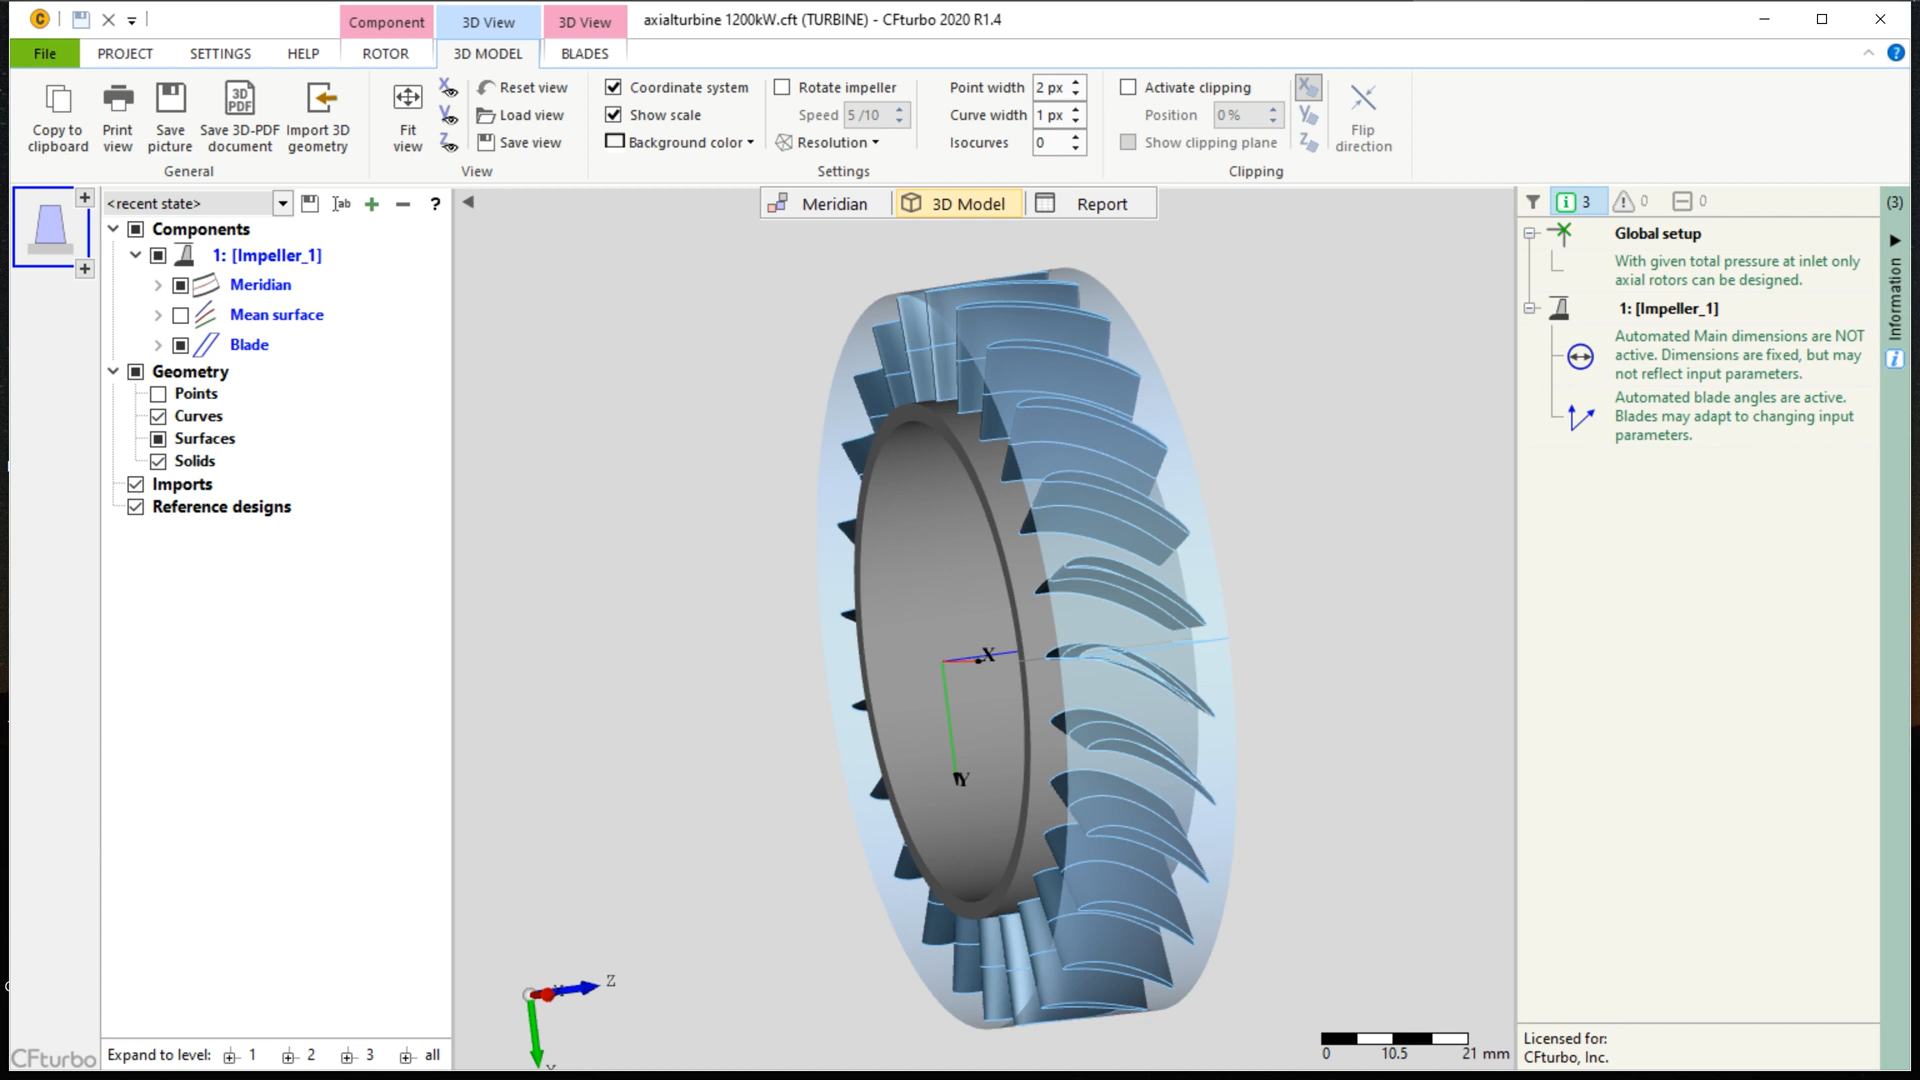 axialturbine 1200kW.cft (TURBINE) - CFturbo 2020 R1.4
Component
3D View
3D View
File
PROJECT
SETTINGS
HELP
ROTOR
3D MODEL
BLADES
Copy to
clipboard
Print
view
Save
picture
3D
PDF
Save 3D-PDF
document
Import 3D
geometry
General
Fit
view
X
Y
Z
Reset view
Load view
Save view
View
Coordinate system
Show scale
Background color
Rotate impeller
Speed 5 /10
Resolution
Point width 2 px
Curve width 1 px
Isocurves 0
Settings
Activate clipping
Position 0 %
Show clipping plane
X
Y
Z
Flip
direction
Clipping
<recent state>
ab
?
Meridian
3D Model
Report
Components
1: [Impeller_1]
Meridian
Mean surface
Blade
Geometry
Points
Curves
Surfaces
Solids
Imports
Reference designs
X
Y
Z
0 10.5 21 mm
CFturbo
Expand to level: 1 2 3 all
3
0
0
(3)
Information
Global setup
With given total pressure at inlet only
axial rotors can be designed.
1: [Impeller_1]
Automated Main dimensions are NOT
active. Dimensions are fixed, but may
not reflect input parameters.
Automated blade angles are active.
Blades may adapt to changing input
parameters.
Licensed for:
CFturbo, Inc.